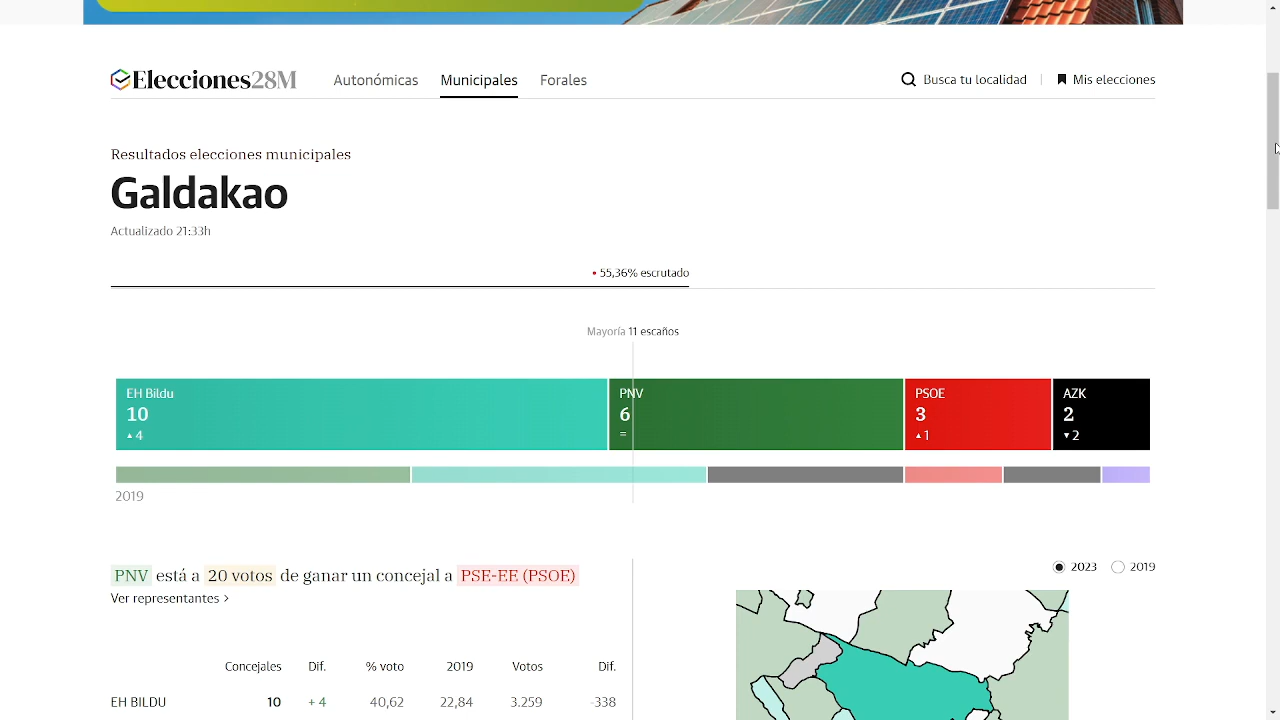 Elecciones28M Autonómicas Municipales Forales Busca tu localidad Mis elecciones
Resultados elecciones municipales
Galdakao
Actualizado 21:33h
55,36% escrutado
Mayoría 11 escaños
EH Bildu PNV PSOE AZK
10 6 3 2
▲4 = ▲1 ▼2
2019
PNV está a 20 votos de ganar un concejal a PSE-EE (PSOE)
Ver representantes >
2023 2019
Concejales Dif. % voto 2019 Votos Dif.
EH BILDU 10 + 4 40,62 22,84 3.259 -338